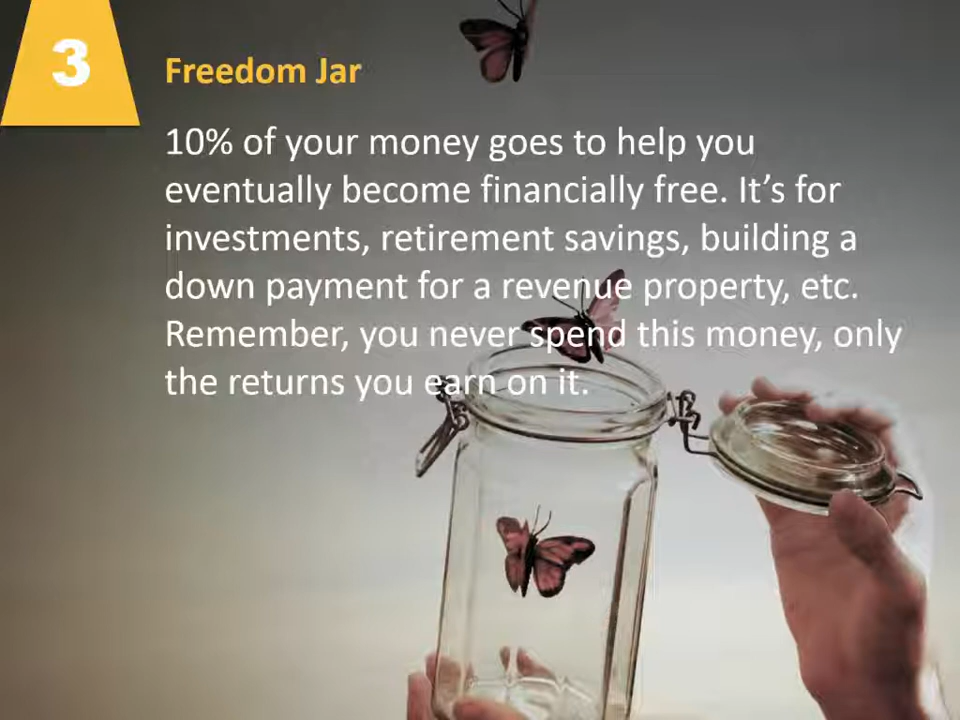 3
Freedom Jar
10% of your money goes to help you
eventually become financially free. It’s for
investments, retirement savings, building a
down payment for a revenue property, etc.
Remember, you never spend this money, only
the returns you earn on it.